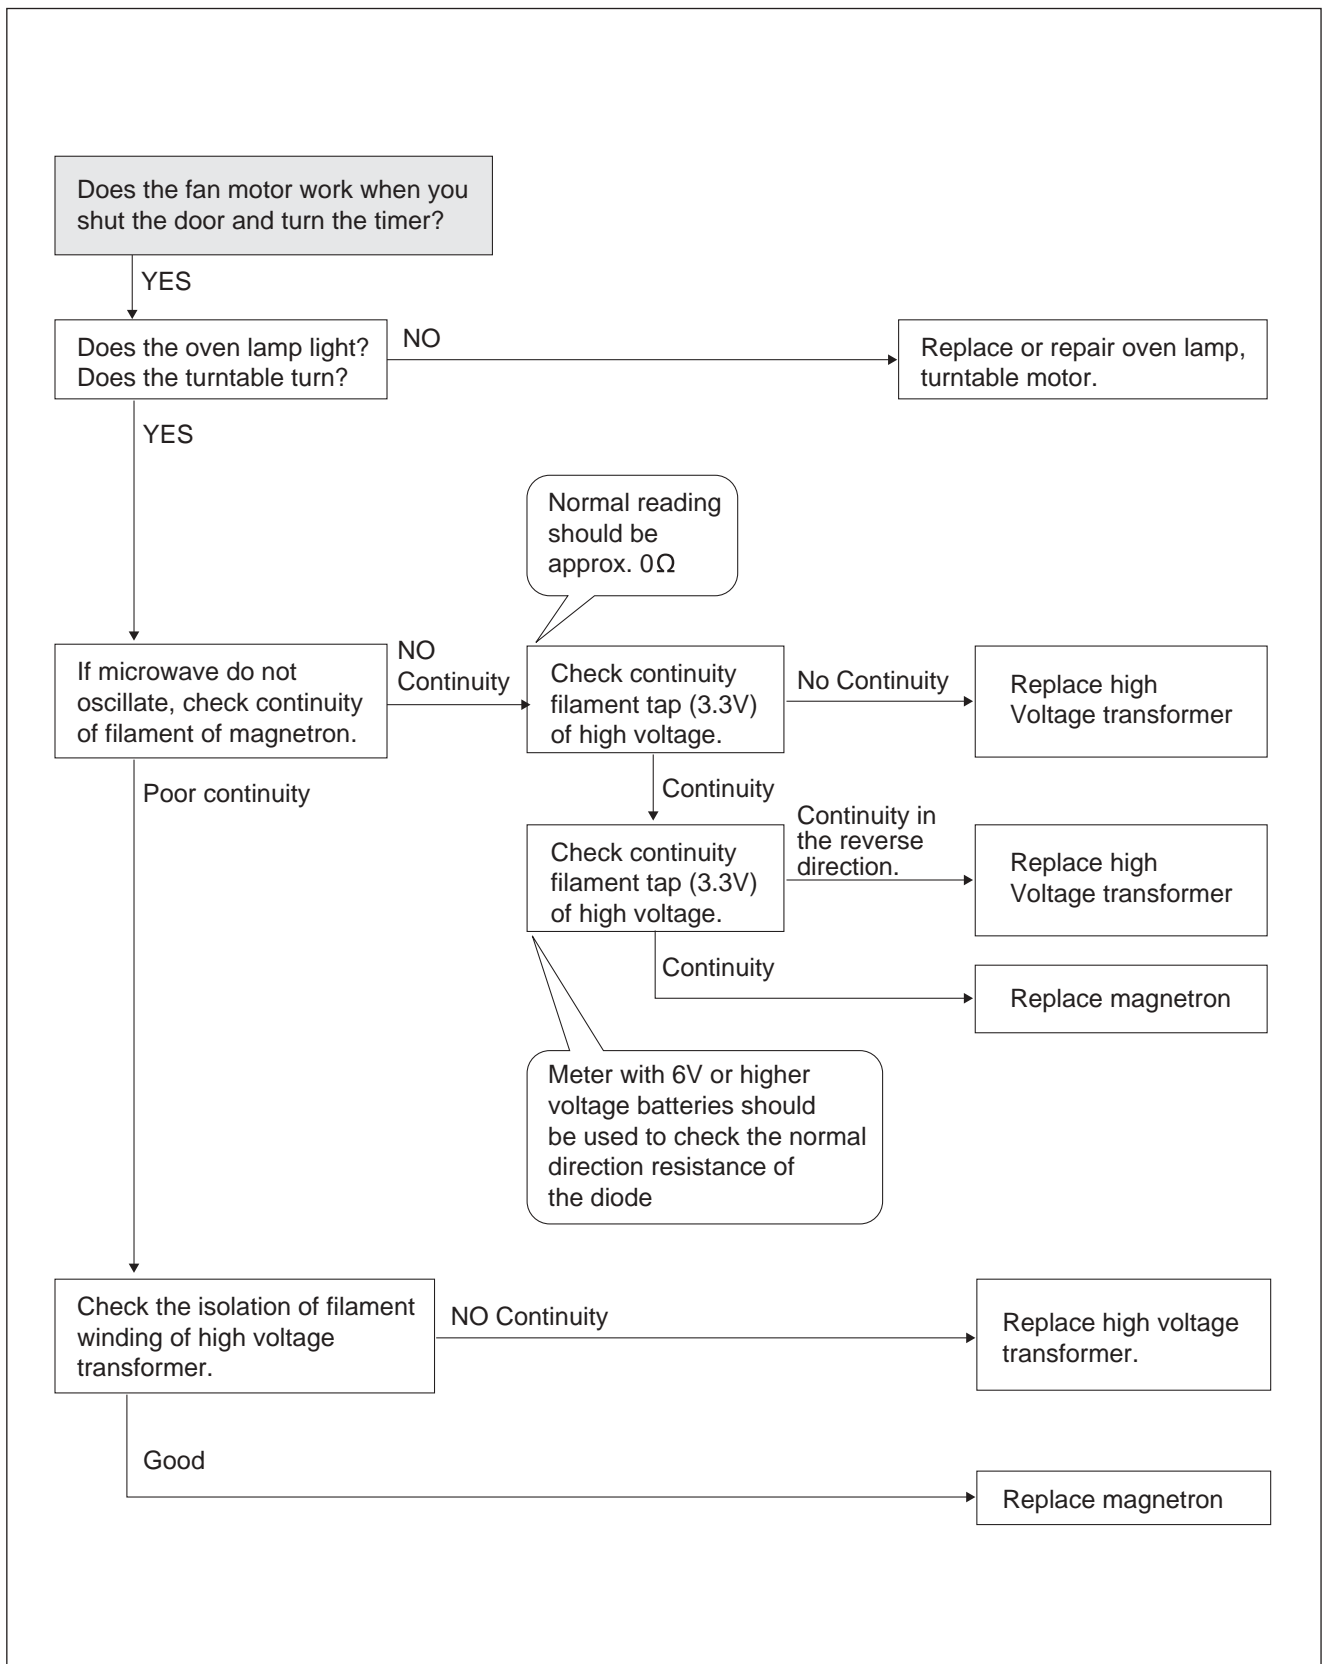 Does the fan motor work when you
shut the door and turn the timer?
YES
Does the oven lamp light?
Does the turntable turn?
NO
Replace or repair oven lamp,
turntable motor.
YES
Normal reading
should be
approx. 0Ω
If microwave do not
oscillate, check continuity
of filament of magnetron.
NO
Continuity
Check continuity
filament tap (3.3V)
of high voltage.
No Continuity
Replace high
Voltage transformer
Poor continuity
Continuity
Check continuity
filament tap (3.3V)
of high voltage.
Continuity in
the reverse
direction.
Replace high
Voltage transformer
Continuity
Replace magnetron
Meter with 6V or higher
voltage batteries should
be used to check the normal
direction resistance of
the diode
Check the isolation of filament
winding of high voltage
transformer.
NO Continuity
Replace high voltage
transformer.
Good
Replace magnetron